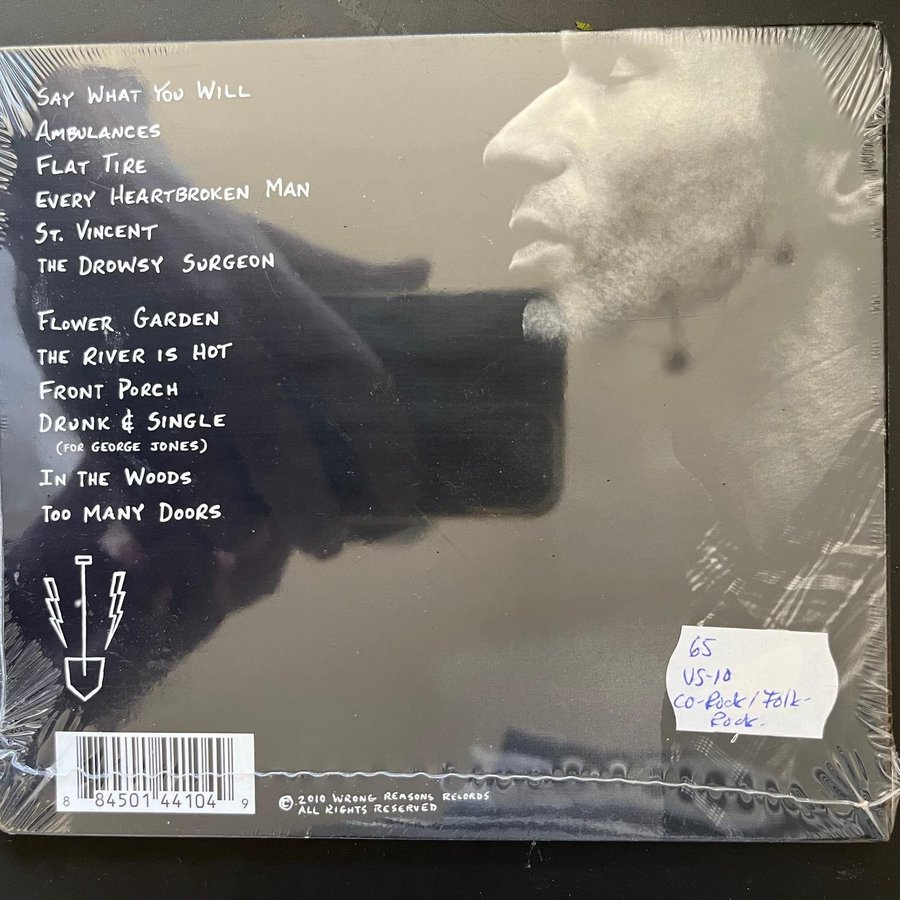 SAY WHAT YOU WILL
AMBULANCES
FLAT TIRE
EVERY HEARTBROKEN MAN
ST. VINCENT
THE DROWSY SURGEON
FLOWER GARDEN
THE RIVER IS HOT
FRONT PORCH
DRUNK & SINGLE
(FOR GEORGE JONES)
IN THE WOODS
TOO MANY DOORS
65
US-10
CO-Rock/Folk-
Rock.
8 84501 44104 9
© 2010 WRONG REASONS RECORDS
ALL RIGHTS RESERVED